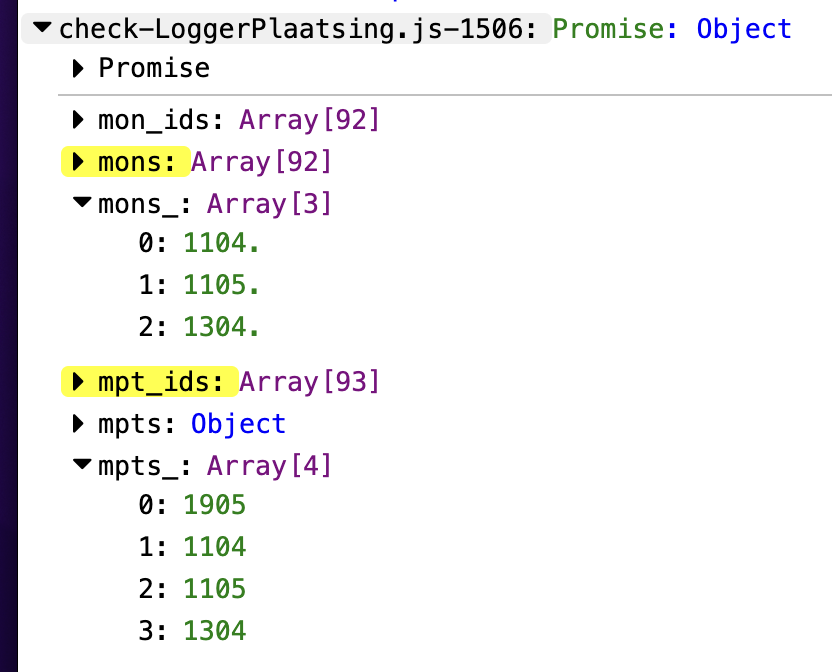 check-LoggerPlaatsing.js-1506: Promise: Object
Promise
mon_ids: Array[92]
mons: Array[92]
mons_: Array[3]
0: 1104.
1: 1105.
2: 1304.
mpt_ids: Array[93]
mpts: Object
mpts_: Array[4]
0: 1905
1: 1104
2: 1105
3: 1304